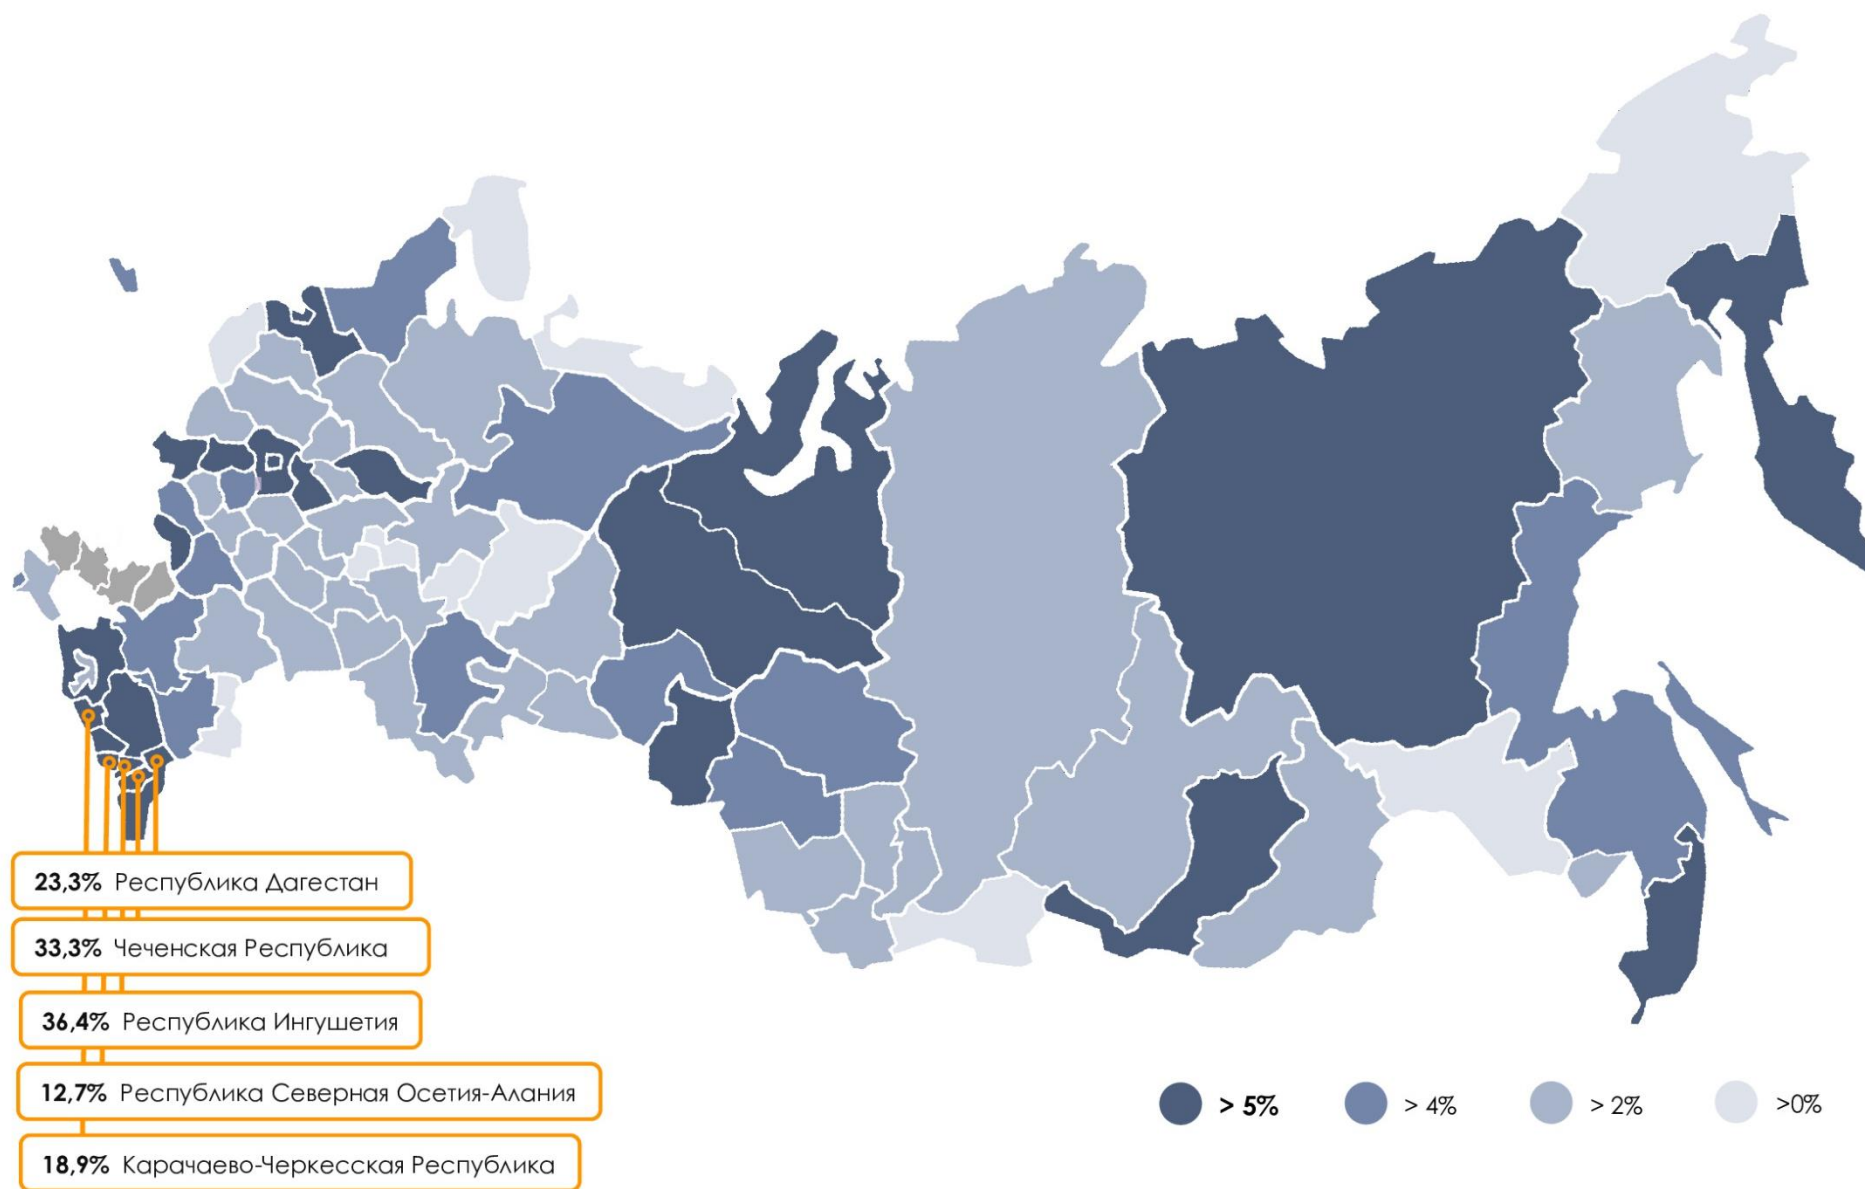 23,3% Республика Дагестан
33,3% Чеченская Республика
36,4% Республика Ингушетия
12,7% Республика Северная Осетия-Алания
18,9% Карачаево-Черкесская Республика
> 5%
> 4%
> 2%
>0%